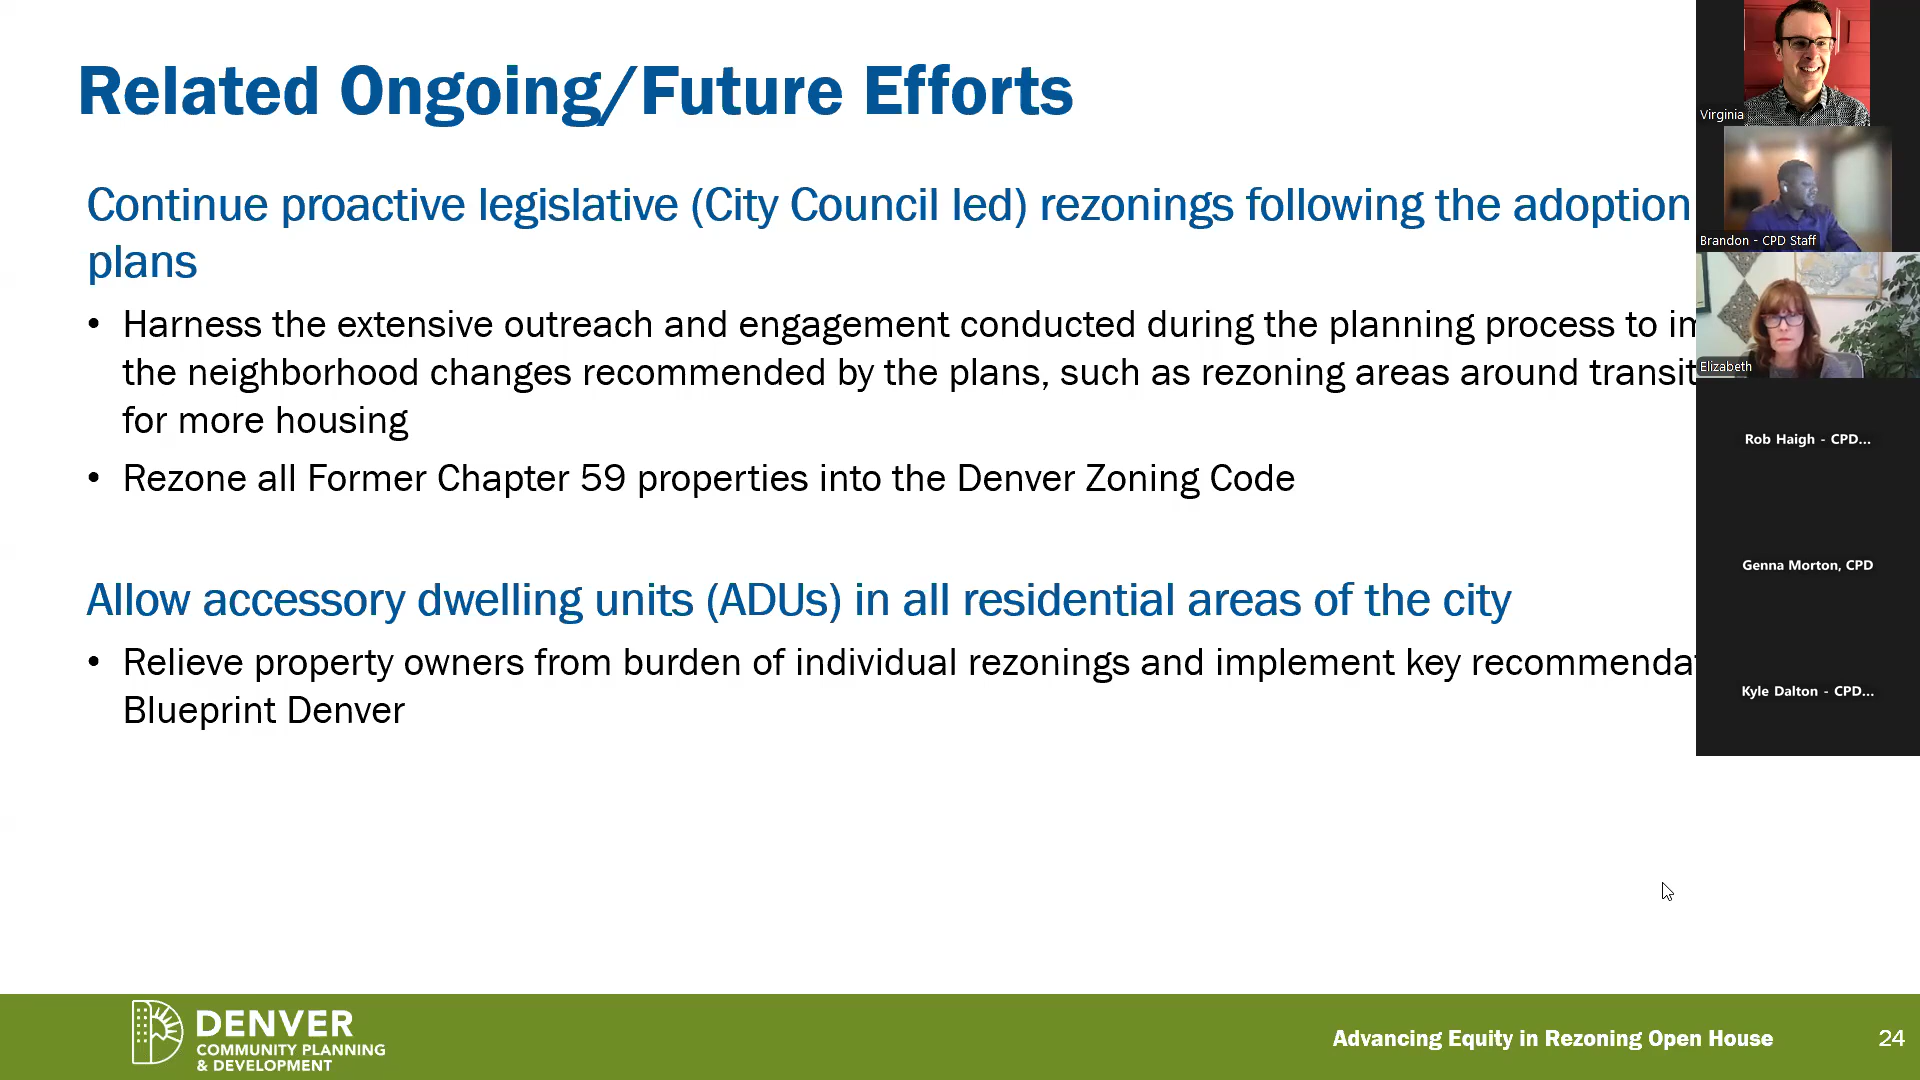 Related Ongoing/Future Efforts
Continue proactive legislative (City Council led) rezonings following the adoption
plans
• Harness the extensive outreach and engagement conducted during the planning process to
the neighborhood changes recommended by the plans, such as rezoning areas around transit
for more housing
• Rezone all Former Chapter 59 properties into the Denver Zoning Code
Allow accessory dwelling units (ADUs) in all residential areas of the city
• Relieve property owners from burden of individual rezonings and implement key
Blueprint Denver
Virginia
Brandon - CPD Staff
Elizabeth
Rob Haigh - CPD...
Genna Morton, CPD
Kyle Dalton - CPD...
DENVER
COMMUNITY PLANNING
& DEVELOPMENT
Advancing Equity in Rezoning Open House
24